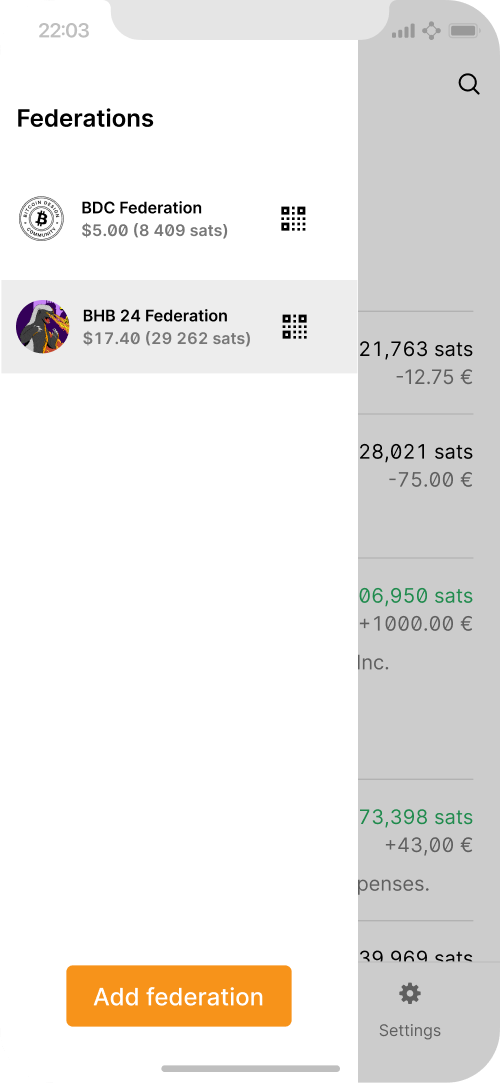 22:03
Federations
BITCOIN DESIGN
COMMUNITY
BDC Federation
$5.00 (8 409 sats)
BHB 24 Federation
$17.40 (29 262 sats)
21,763 sats
-12.75 €
28,021 sats
-75.00 €
06,950 sats
+1000.00 €
Inc.
73,398 sats
+43,00 €
penses.
39,969 sats
Add federation
Settings